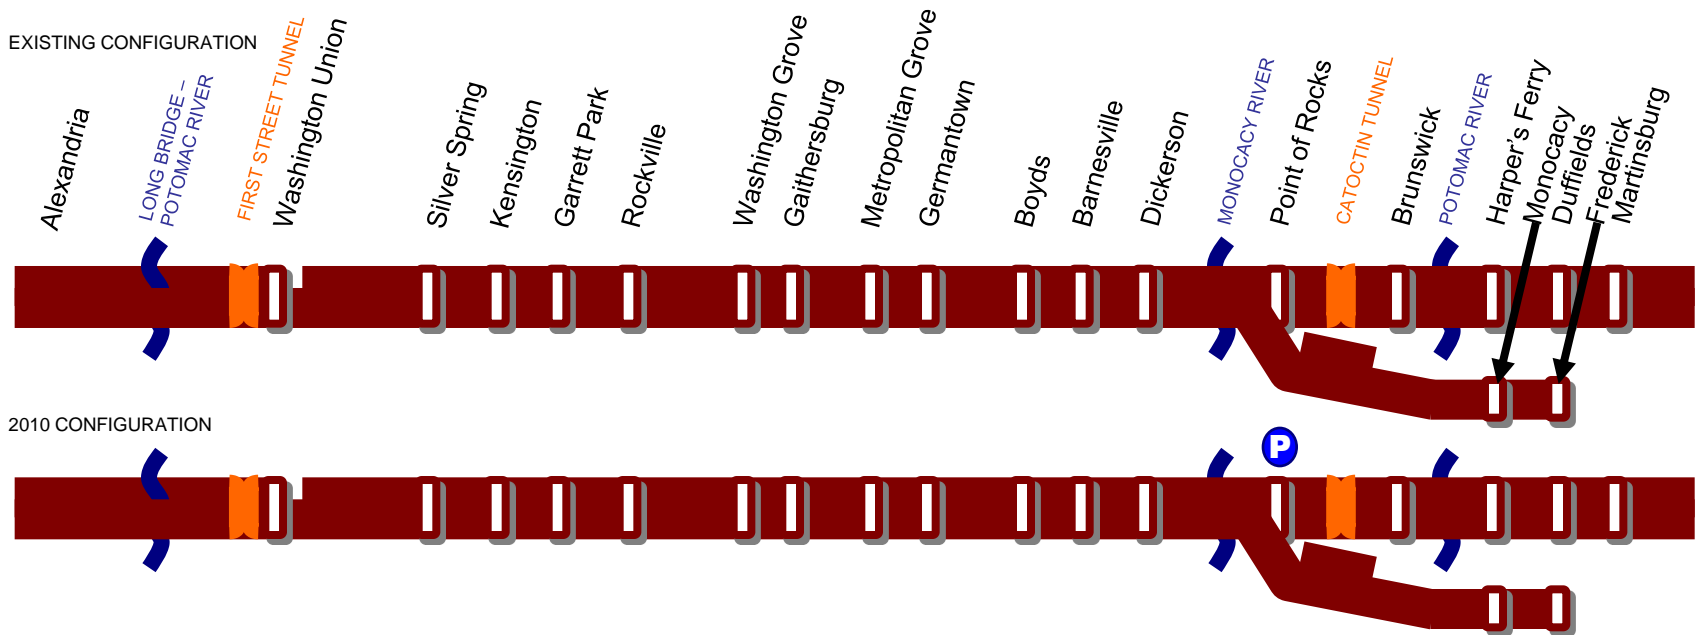 EXISTING CONFIGURATION
Alexandria
LONG BRIDGE –
POTOMAC RIVER
FIRST STREET TUNNEL
Washington Union
Silver Spring
Kensington
Garrett Park
Rockville
Washington Grove
Gaithersburg
Metropolitan Grove
Germantown
Boyds
Barnesville
Dickerson
MONOCACY RIVER
Point of Rocks
CATOCTIN TUNNEL
Brunswick
POTOMAC RIVER
Harper's Ferry
Monocacy
Duffields
Frederick
Martinsburg
2010 CONFIGURATION
P